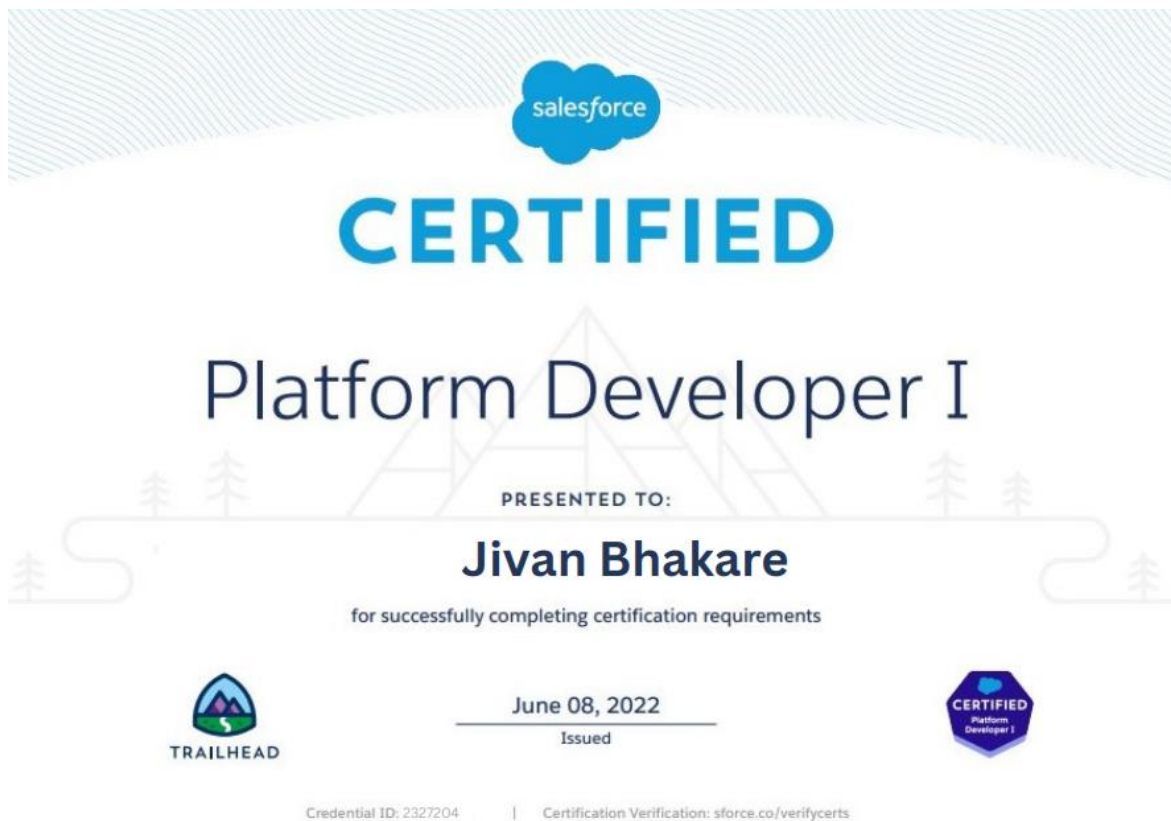 salesforce
CERTIFIED
Platform Developer I
PRESENTED TO:
Jivan Bhakare
for successfully completing certification requirements
June 08, 2022
Issued
TRAILHEAD
CERTIFIED
Platform
Developer I
Credential ID: 2327204 | Certification Verification: sforce.co/verifycerts